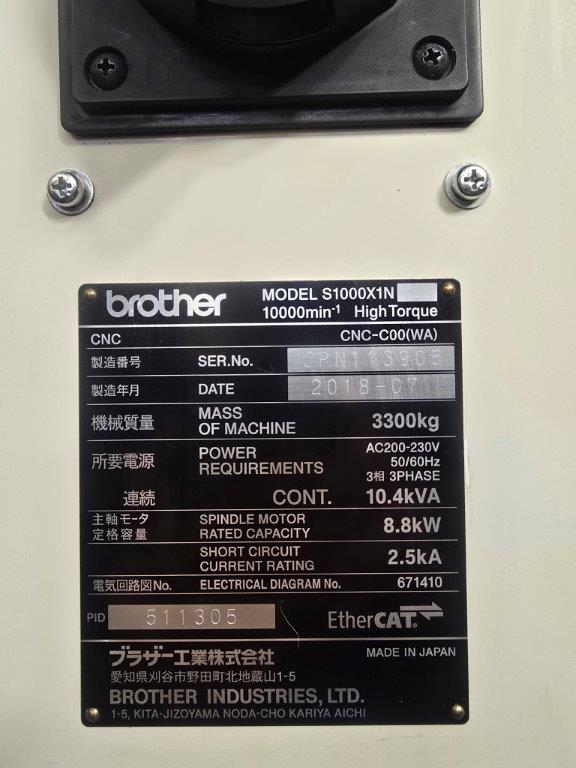 brother MODEL S1000X1N
10000min⁻¹ High Torque
CNC CNC-C00(WA)
製造番号 SER.No.
製造年月 DATE 2018-07
機械質量 MASS OF MACHINE 3300kg
所要電源 POWER REQUIREMENTS AC200-230V
50/60Hz
3相 3PHASE
連続 CONT. 10.4kVA
主軸モータ 定格容量 SPINDLE MOTOR RATED CAPACITY 8.8kW
SHORT CIRCUIT CURRENT RATING 2.5kA
電気回路図No. ELECTRICAL DIAGRAM No. 671410
PID 511305 EtherCAT
ブラザー工業株式会社 MADE IN JAPAN
愛知県刈谷市野田町北地蔵山1-5
BROTHER INDUSTRIES, LTD.
1-5, KITA-JIZOYAMA NODA-CHO KARIYA AICHI